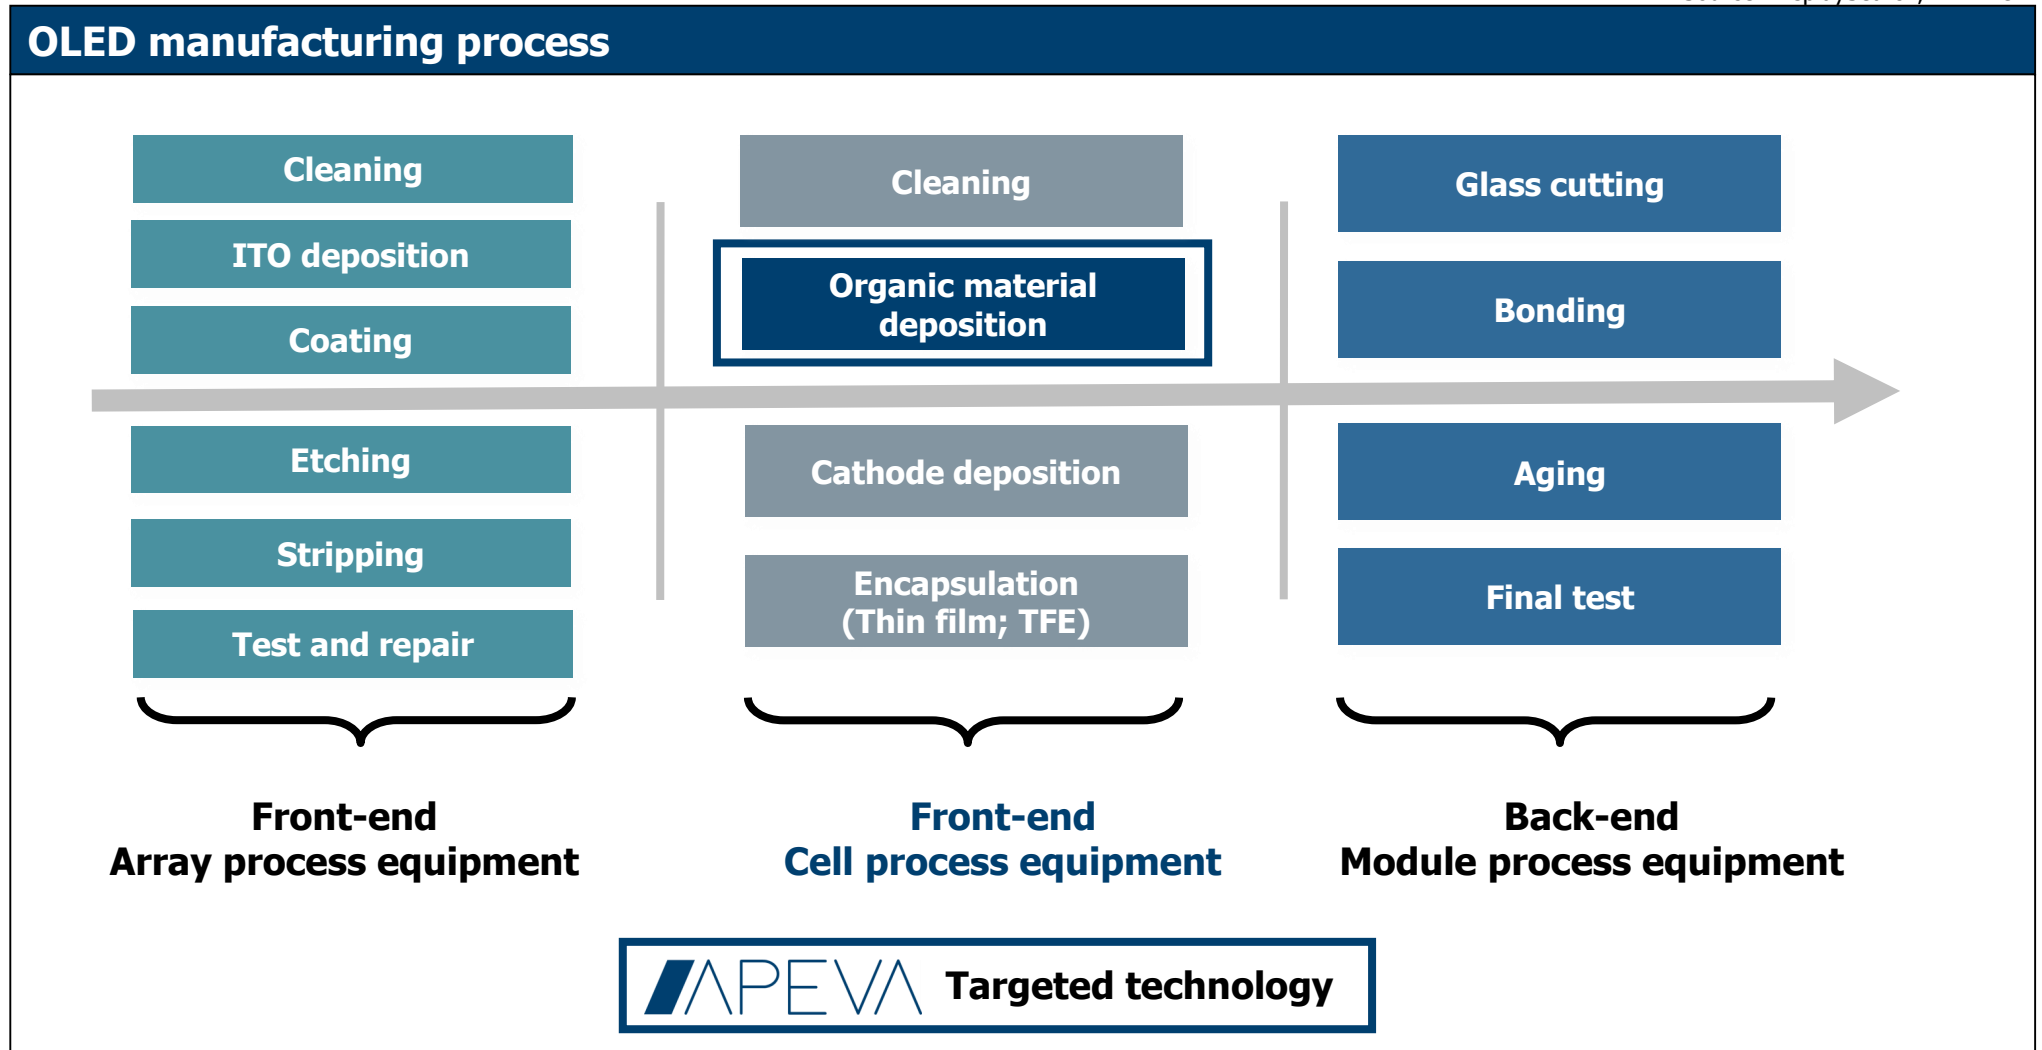 OLED manufacturing process
Cleaning
ITO deposition
Coating
Etching
Stripping
Test and repair
Front-end
Array process equipment
Cleaning
Organic material
deposition
Cathode deposition
Encapsulation
(Thin film; TFE)
Front-end
Cell process equipment
Glass cutting
Bonding
Aging
Final test
Back-end
Module process equipment
APEVA Targeted technology